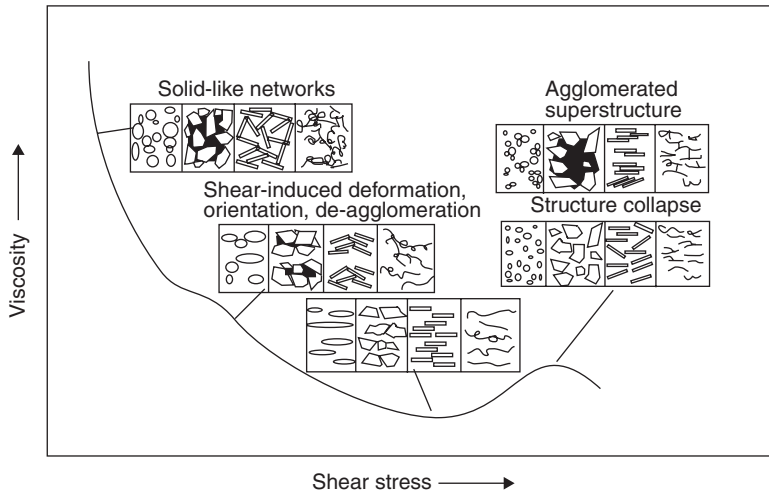 Solid-like networks
Agglomerated
superstructure
Shear-induced deformation,
orientation, de-agglomeration
Structure collapse
Viscosity
Shear stress